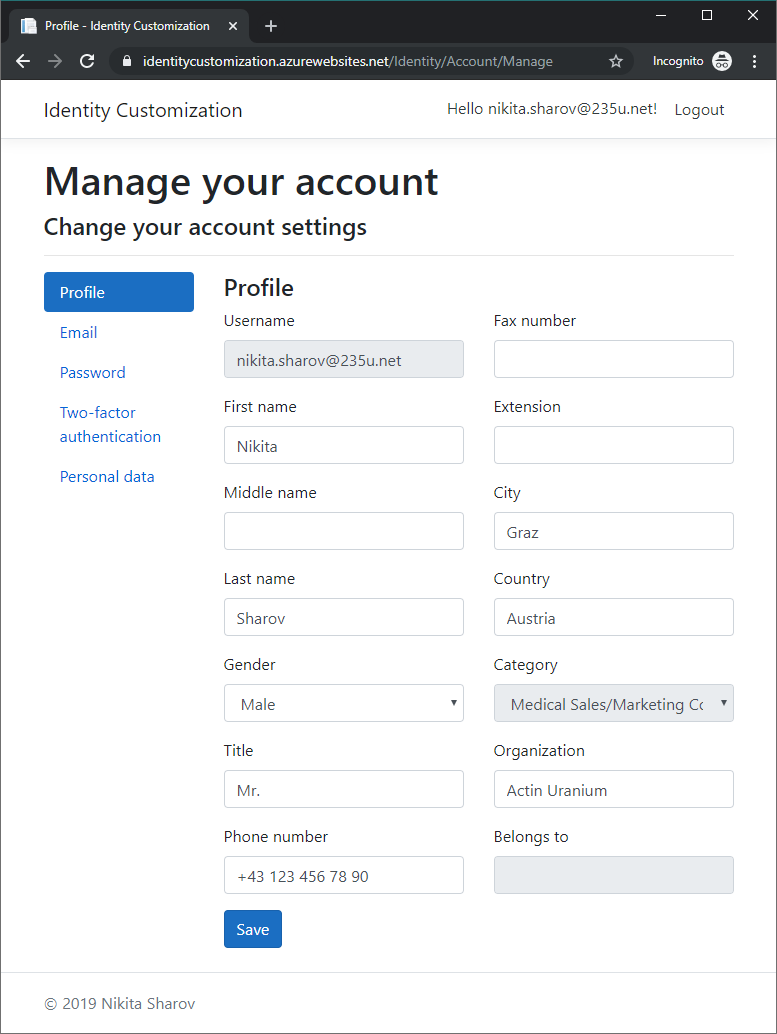 Profile - Identity Customization
identitycustomization.azurewebsites.net/Identity/Account/Manage
Incognito
Identity Customization
Hello nikita.sharov@235u.net!
Logout
Manage your account
Change your account settings
Profile
Email
Password
Two-factor
authentication
Personal data
Profile
Username
nikita.sharov@235u.net
First name
Nikita
Middle name
Last name
Sharov
Gender
Male
Title
Mr.
Phone number
+43 123 456 78 90
Fax number
Extension
City
Graz
Country
Austria
Category
Medical Sales/Marketing Co
Organization
Actin Uranium
Belongs to
Save
© 2019 Nikita Sharov